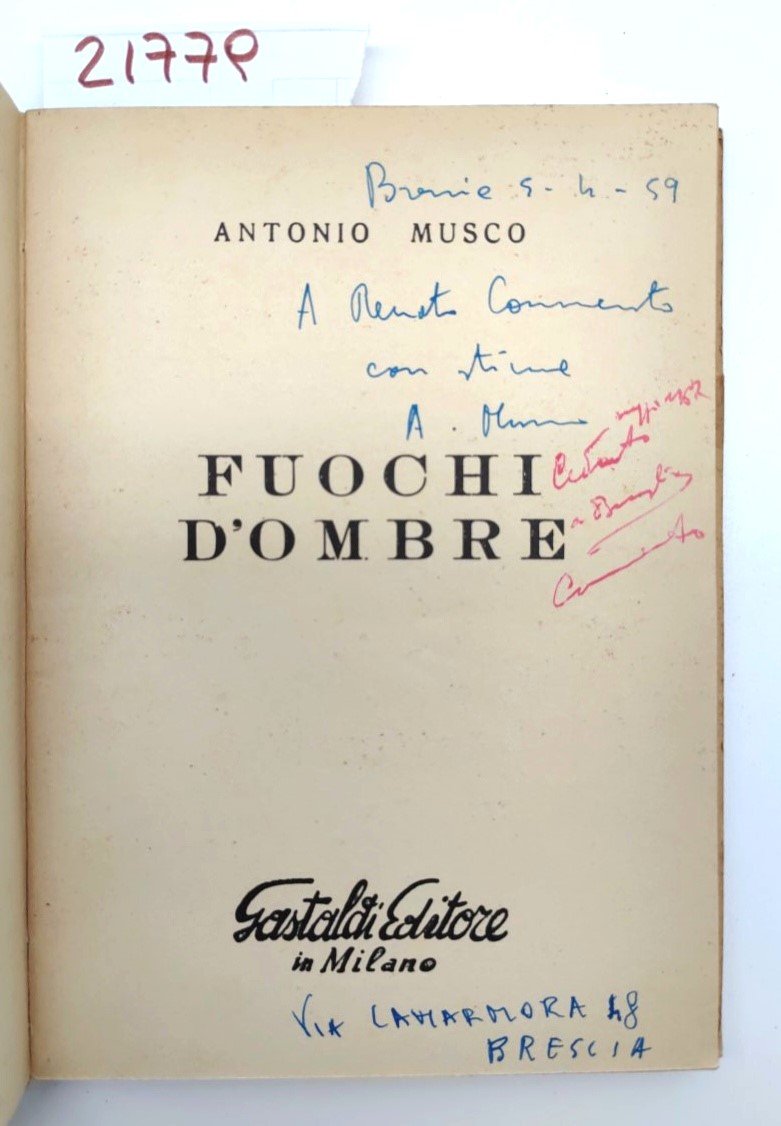 21779
Brescia 5-4-59
ANTONIO MUSCO
A Renato Commento
con stima
A. Musco
FUOCHI
D'OMBRE
Gastaldi Editore
in Milano
VIA LAMARMORA 48
BRESCIA